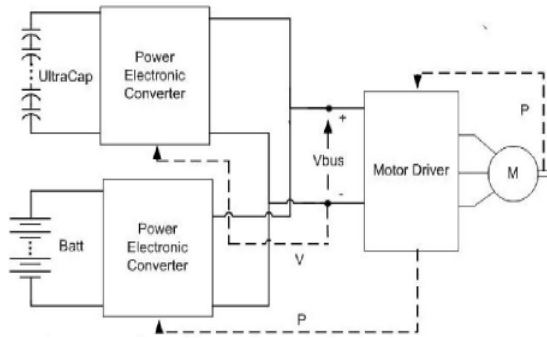 UltraCap
Power
Electronic
Converter
P
+
Vbus
-
Motor Driver
M
Batt
Power
Electronic
Converter
V
P